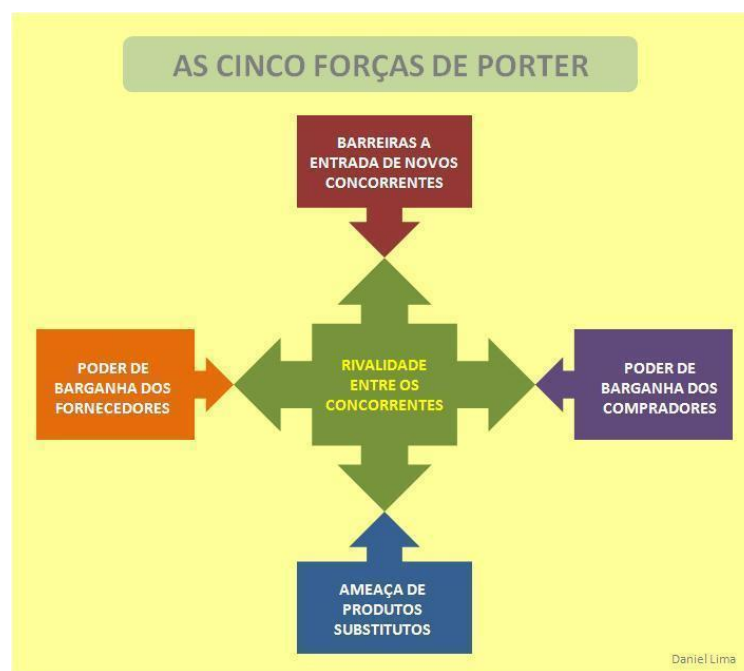 AS CINCO FORÇAS DE PORTER
BARREIRAS A
ENTRADA DE NOVOS
CONCORRENTES
PODER DE
BARGANHA DOS
FORNECEDORES
RIVALIDADE
ENTRE OS
CONCORRENTES
PODER DE
BARGANHA DOS
COMPRADORES
AMEAÇA DE
PRODUTOS
SUBSTITUTOS
Daniel Lima